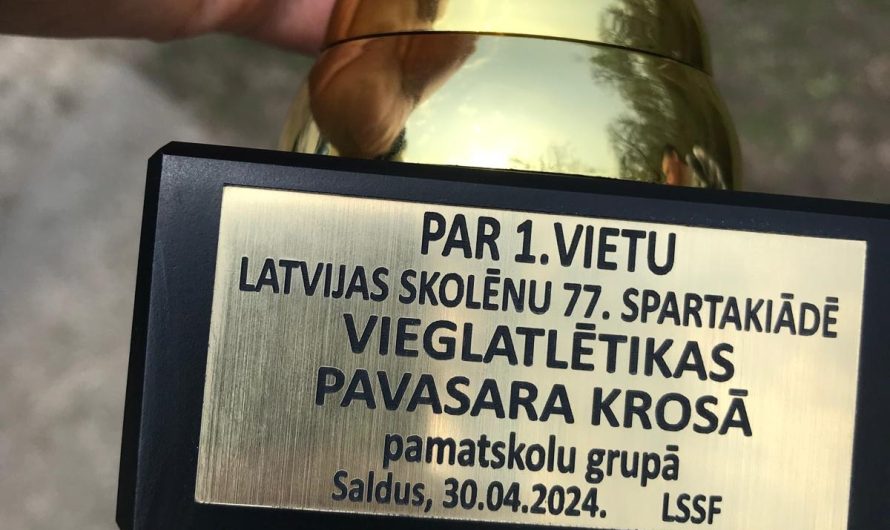 PAR 1.VIETU
LATVIJAS SKOLĒNU 77. SPARTAKIĀDĒ
VIEGLATLĒTIKAS
PAVASARA KROSĀ
pamatskolu grupā
Saldus, 30.04.2024. LSSF